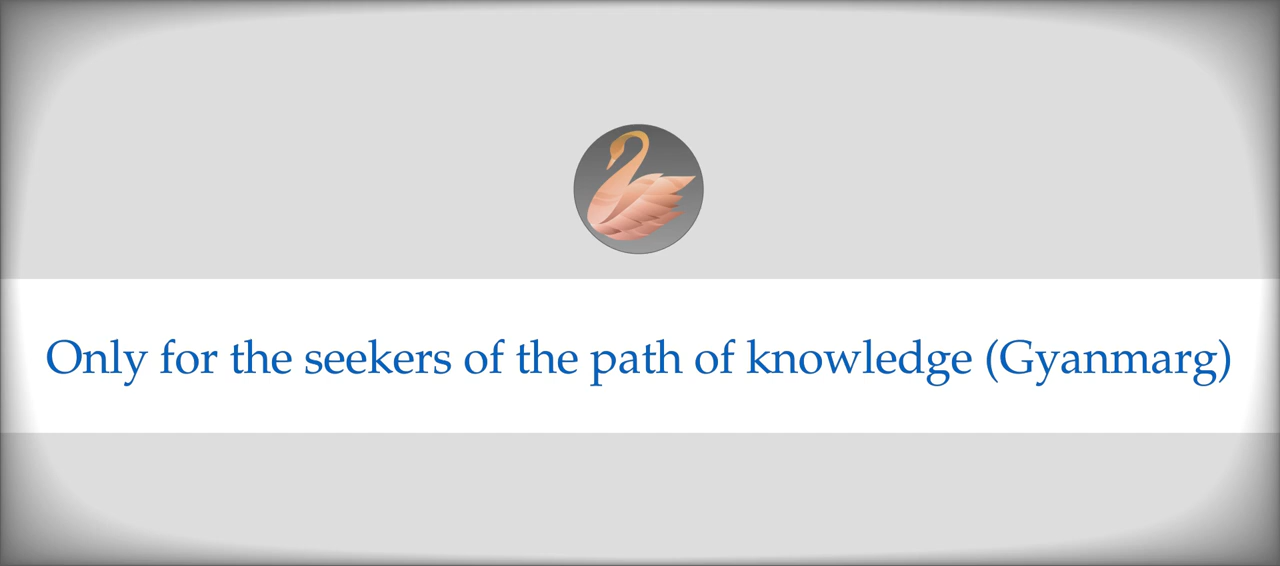 Only for the seekers of the path of knowledge (Gyanmarg)